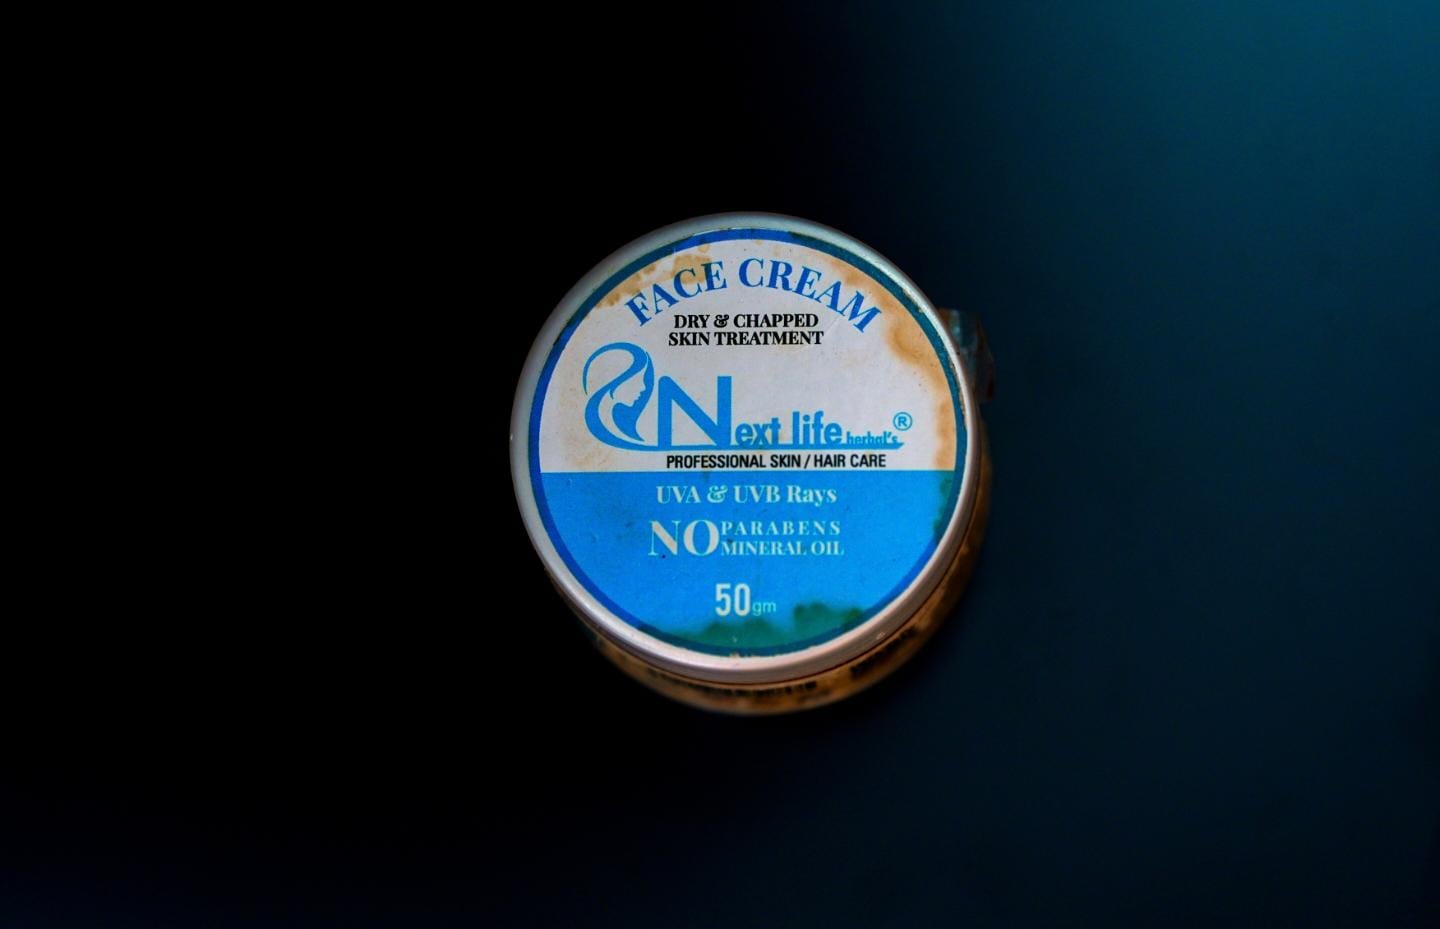 FACE CREAM
DRY & CHAPPED
SKIN TREATMENT
Next life herbal's ®
PROFESSIONAL SKIN / HAIR CARE
UVA & UVB Rays
NO PARABENS
MINERAL OIL
50gm